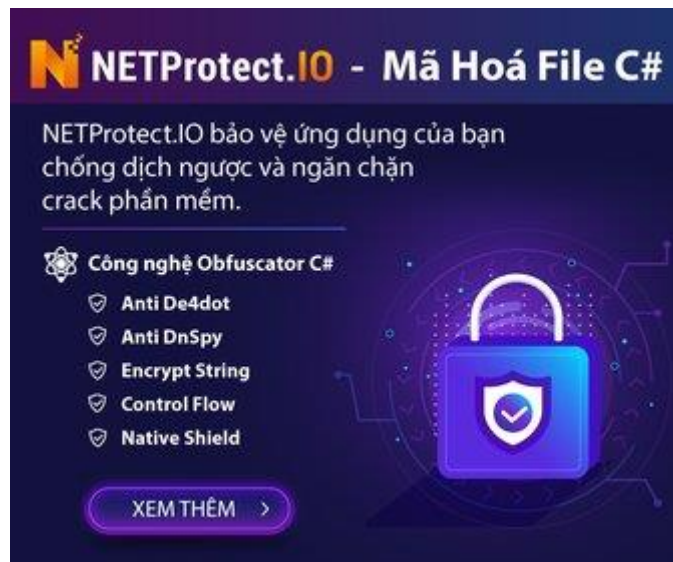 NETProtect.IO - Mã Hoá File C#
NETProtect.IO bảo vệ ứng dụng của bạn
chống dịch ngược và ngăn chặn
crack phần mềm.
Công nghệ Obfuscator C#
Anti De4dot
Anti DnSpy
Encrypt String
Control Flow
Native Shield
XEM THÊM >